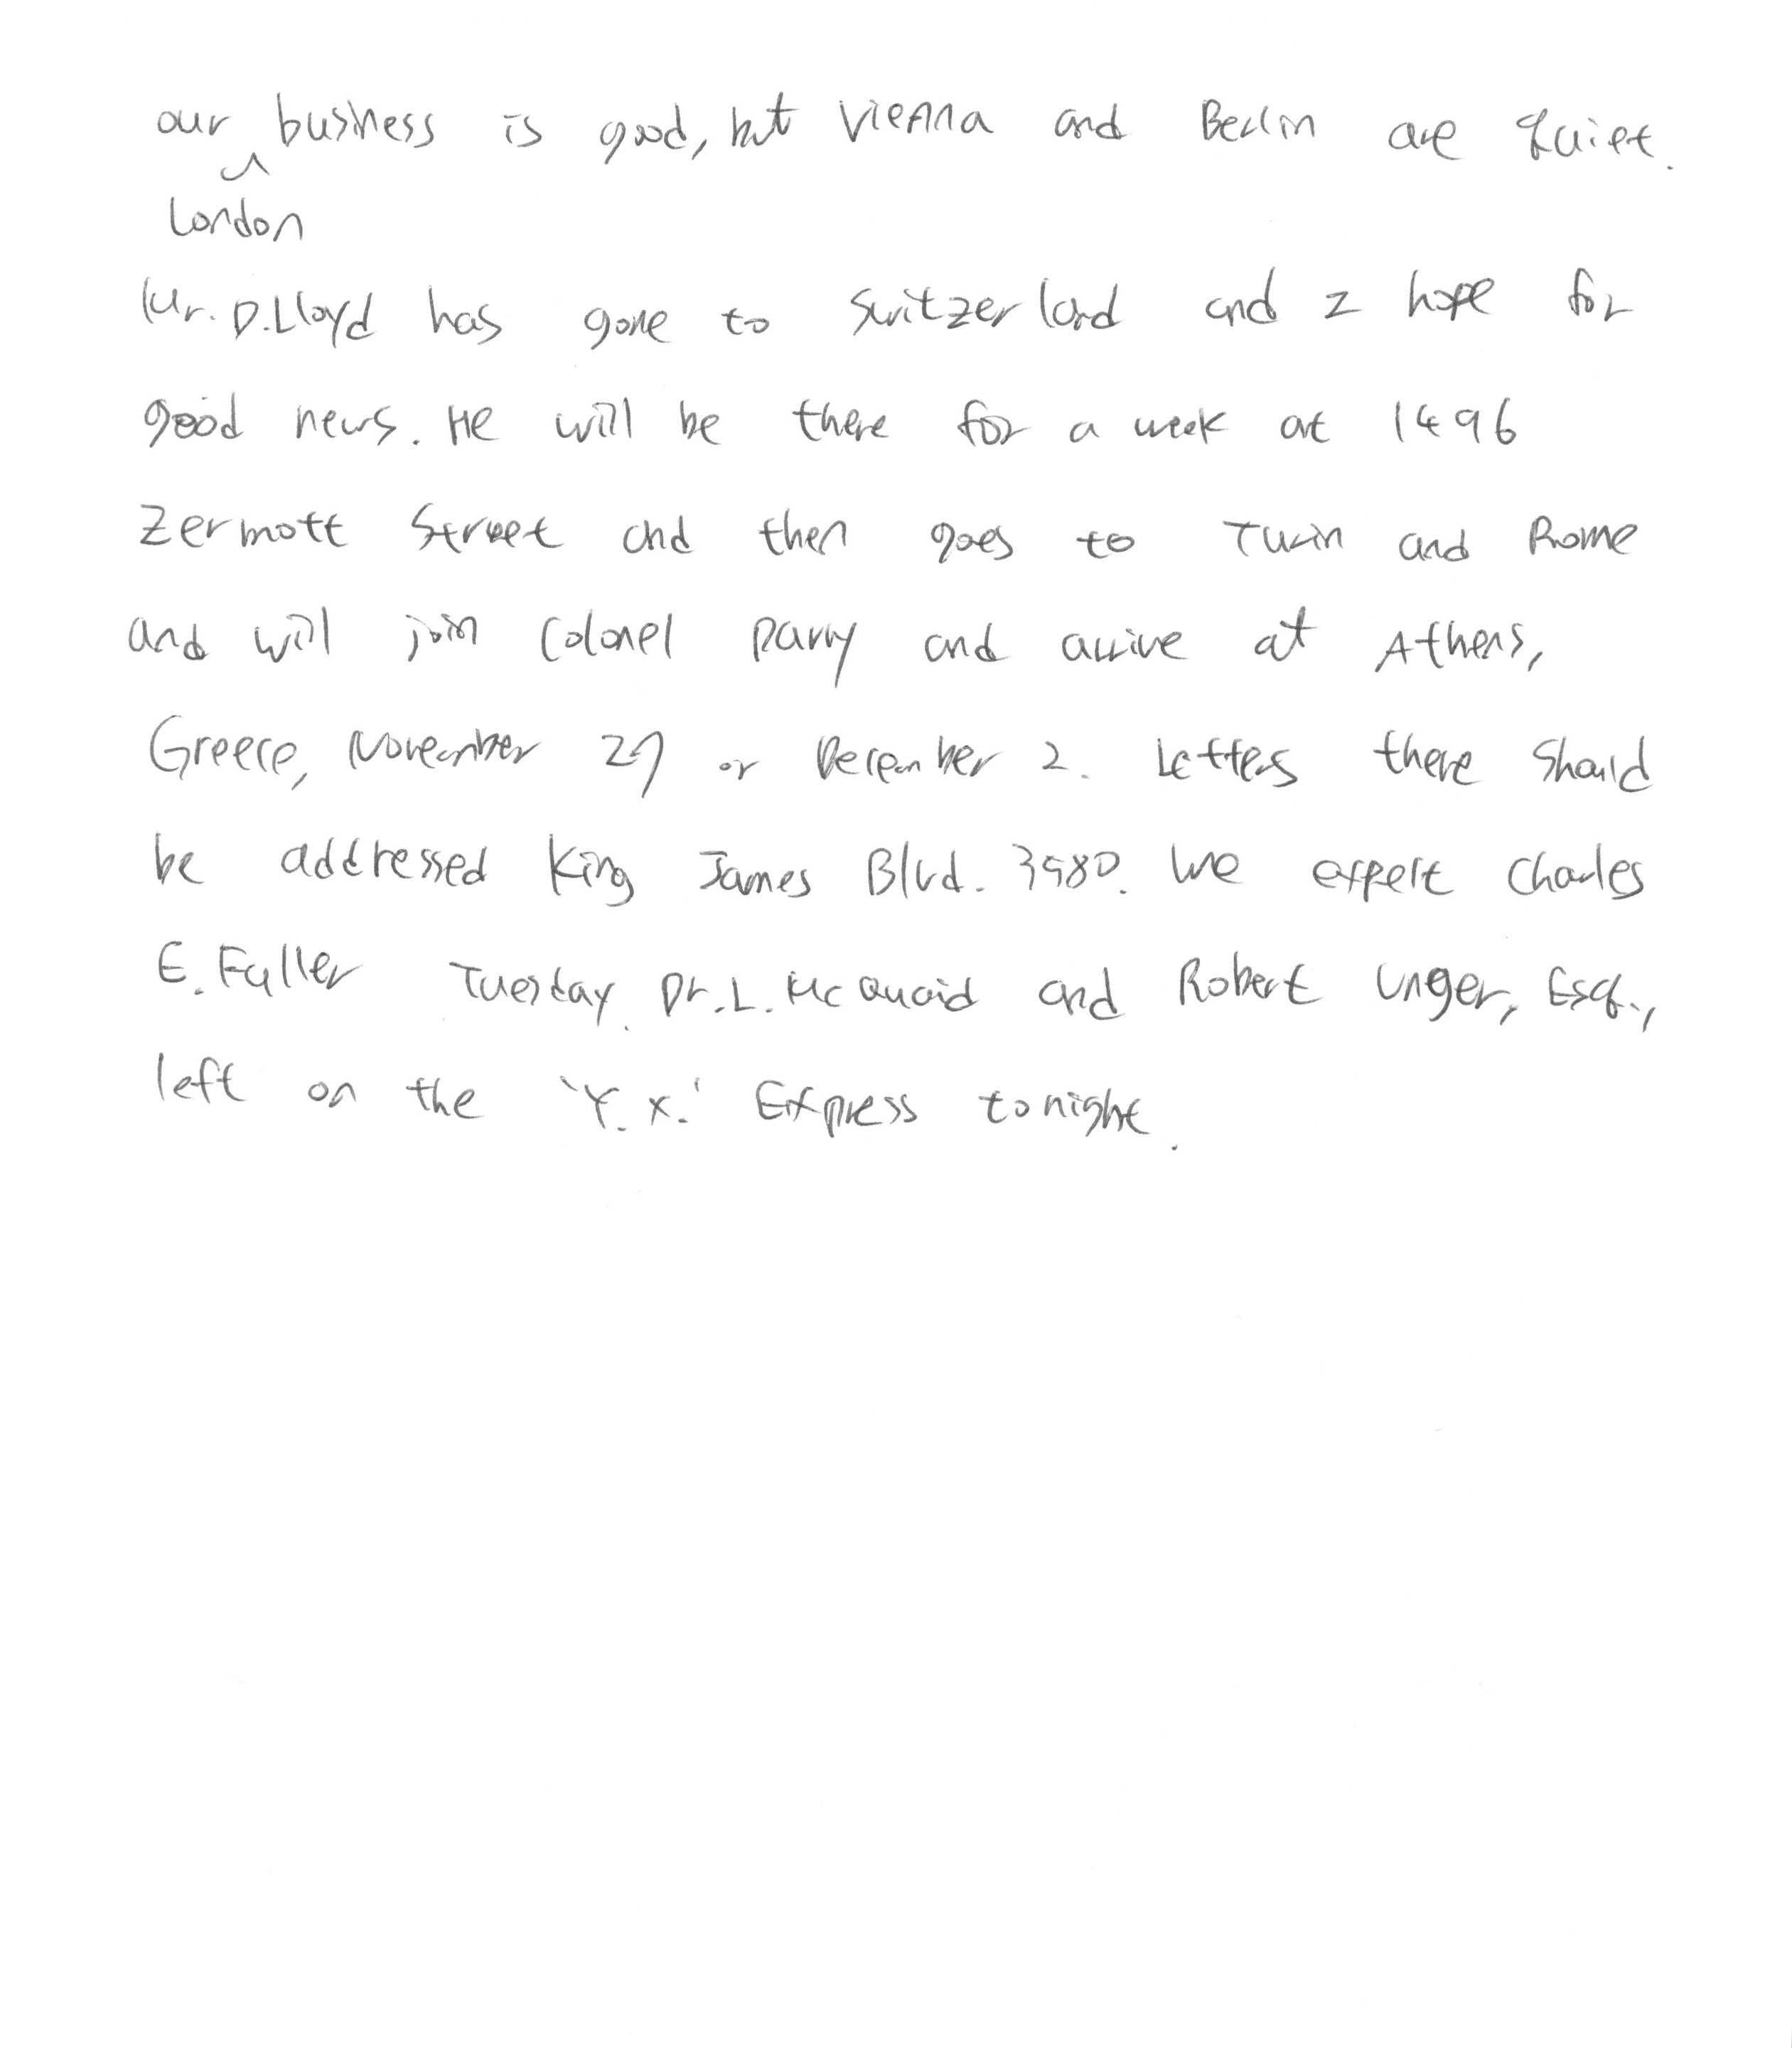 our London business is good, but Vienna and Berlin are quiet.
Mr. D. Lloyd has gone to Switzerland and I hope for
good news. He will be there for a week at 1496
Zermott Street and then goes to Turin and Rome
and will join Colonel Parry and arrive at Athens,
Greece, November 27 or December 2. Letters there should
be addressed King James Blvd. 3580. We expect Charles
E. Fuller Tuesday. Dr. L. McQuaid and Robert Unger, Esq.,
left on the 'Y.X.' Express tonight.